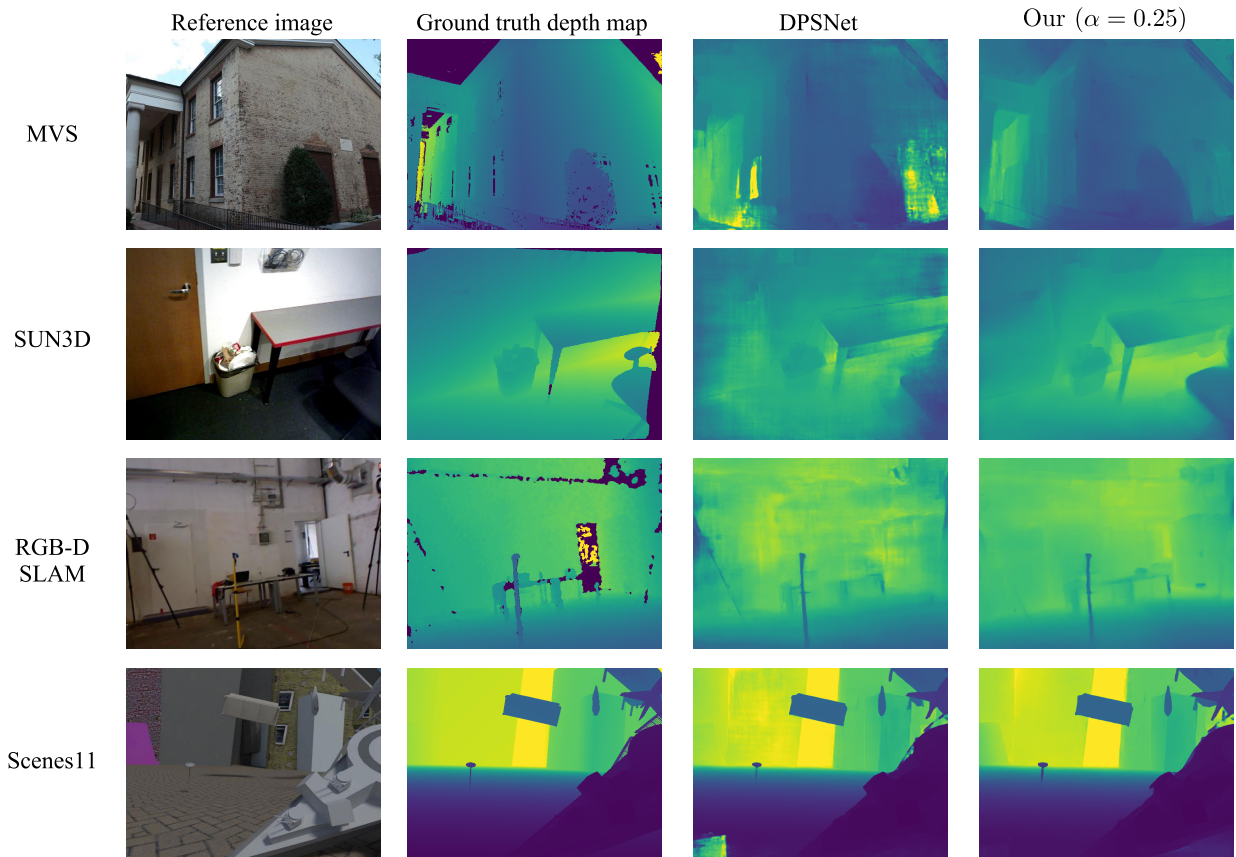 Reference image
Ground truth depth map
DPSNet
Our (α = 0.25)
MVS
SUN3D
RGB-D
SLAM
Scenes11